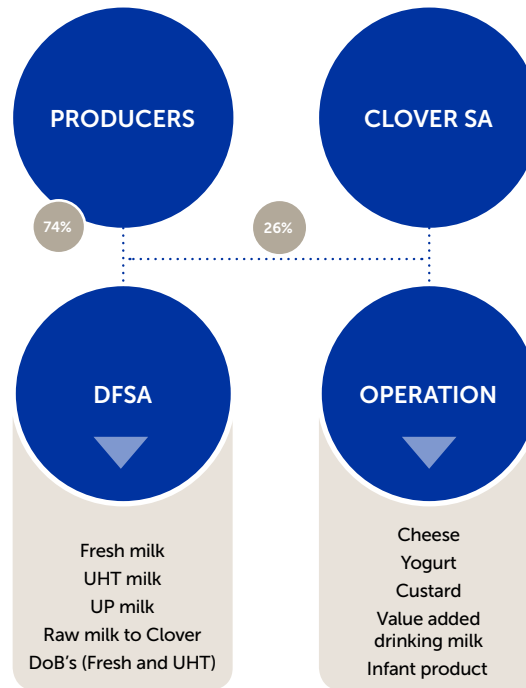 PRODUCERS
CLOVER SA
74%
26%
DFSA
OPERATION
Fresh milk
UHT milk
UP milk
Raw milk to Clover
DoB's (Fresh and UHT)
Cheese
Yogurt
Custard
Value added
drinking milk
Infant product